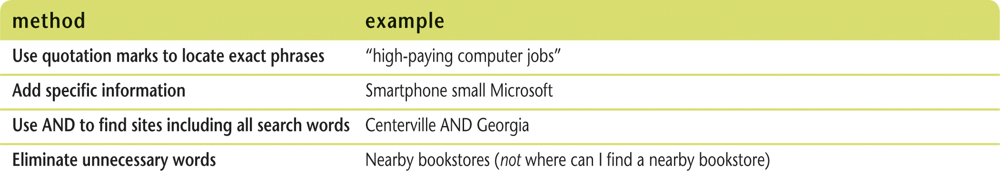 method example
Use quotation marks to locate exact phrases “high-paying computer jobs”
Add specific information Smartphone small Microsoft
Use AND to find sites including all search words Centerville AND Georgia
Eliminate unnecessary words Nearby bookstores (not where can I find a nearby bookstore)